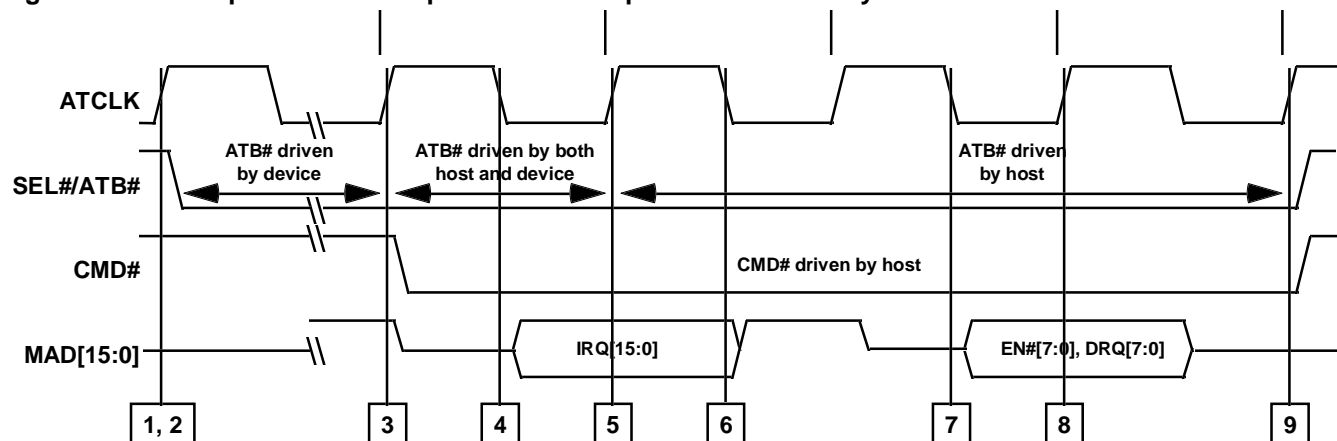 ATCLK
ATB# driven
by device
ATB# driven by both
host and device
ATB# driven
by host
SEL#/ATB#
CMD#
CMD# driven by host
MAD[15:0]
IRQ[15:0]
EN#[7:0], DRQ[7:0]
1, 2
3
4
5
6
7
8
9